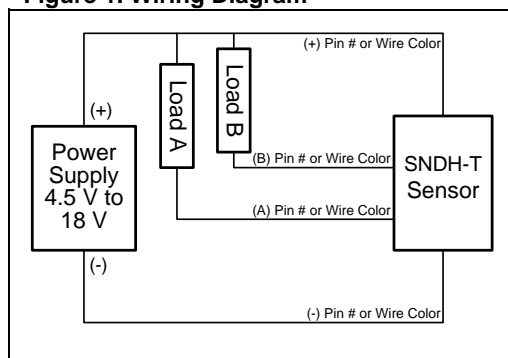 Figure 1. Wiring Diagram
(+) Pin # or Wire Color
Load A
Load B
(+)
Power
Supply
4.5 V to
18 V
(-)
(B) Pin # or Wire Color
SNDH-T
Sensor
(A) Pin # or Wire Color
(-) Pin # or Wire Color